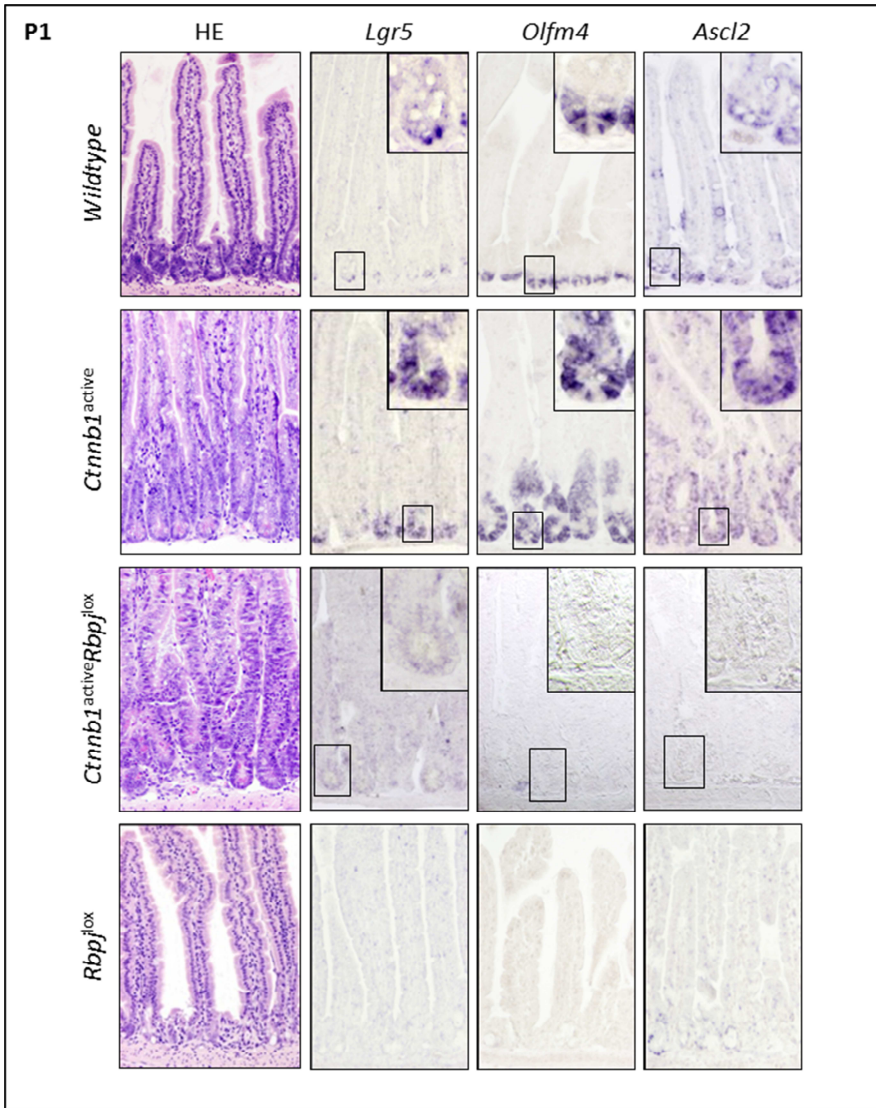 P1
HE
Lgr5
Olfm4
Ascl2
Wildtype
Ctnnb1active
Ctnnb1activeRbpjlox
Rbpjlox